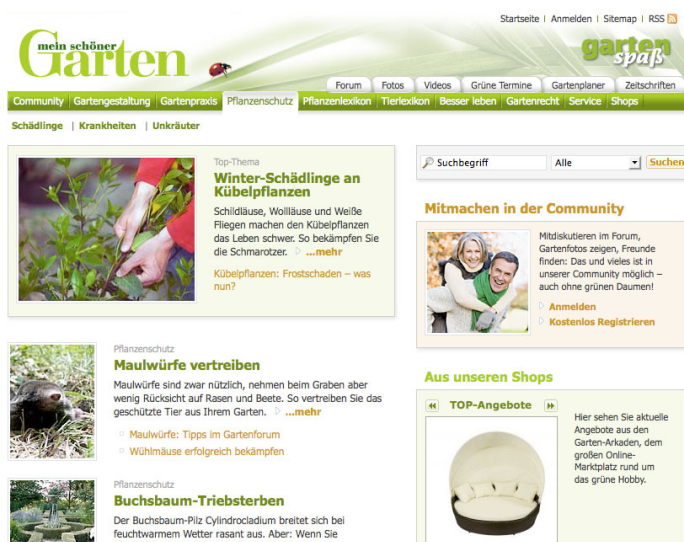 Startseite | Anmelden | Sitemap | RSS
mein schöner
Garten
garten
spaß
Forum Fotos Videos Grüne Termine Gartenplaner Zeitschriften
Community Gartengestaltung Gartenpraxis Pflanzenschutz Pflanzenlexikon Tierlexikon Besser leben Gartenrecht Service Shops
Schädlinge | Krankheiten | Unkräuter
Top-Thema
Winter-Schädlinge an
Kübelpflanzen
Schildläuse, Wollläuse und Weiße
Fliegen machen den Kübelpflanzen
das Leben schwer. So bekämpfen Sie
die Schmarotzer. ...mehr
Kübelpflanzen: Frostschaden – was
nun?
Pflanzenschutz
Maulwürfe vertreiben
Maulwürfe sind zwar nützlich, nehmen beim Graben aber
wenig Rücksicht auf Rasen und Beete. So vertreiben Sie das
geschützte Tier aus Ihrem Garten. ...mehr
Maulwürfe: Tipps im Gartenforum
Wühlmäuse erfolgreich bekämpfen
Pflanzenschutz
Buchsbaum-Triebsterben
Der Buchsbaum-Pilz Cylindrocladium breitet sich bei
feuchtwarmem Wetter rasant aus. Aber: Wenn Sie
Suchbegriff Alle Suchen
Mitmachen in der Community
Mitdiskutieren im Forum,
Gartenfotos zeigen, Freunde
finden: Das und vieles ist in
unserer Community möglich –
auch ohne grünen Daumen!
Anmelden
Kostenlos Registrieren
Aus unseren Shops
TOP-Angebote
Hier sehen Sie aktuelle
Angebote aus den
Garten-Arkaden, dem
großen Online-
Marktplatz rund um
das grüne Hobby.